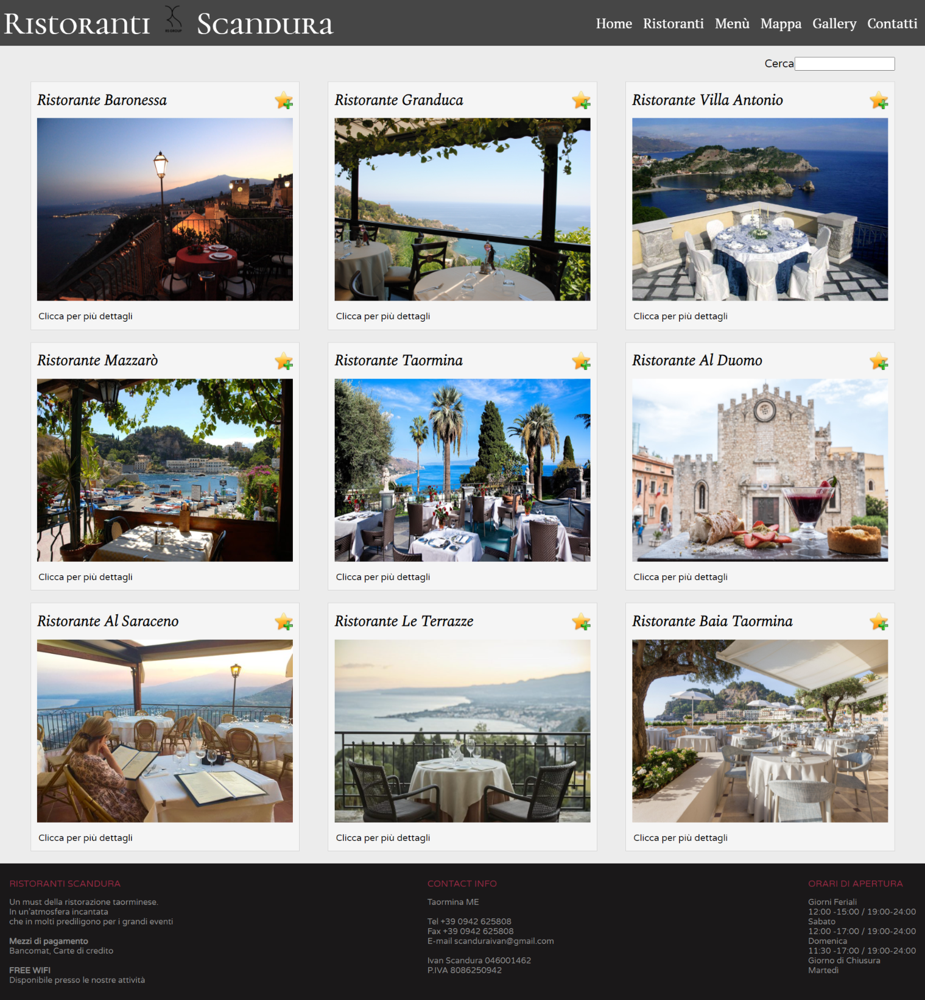 Ristoranti RS GROUP Scandura
Home Ristoranti Menù Mappa Gallery Contatti
Cerca
Ristorante Baronessa
Ristorante Granduca
Ristorante Villa Antonio
Clicca per più dettagli
Clicca per più dettagli
Clicca per più dettagli
Ristorante Mazzarò
Ristorante Taormina
Ristorante Al Duomo
Clicca per più dettagli
Clicca per più dettagli
Clicca per più dettagli
Ristorante Al Saraceno
Ristorante Le Terrazze
Ristorante Baia Taormina
Clicca per più dettagli
Clicca per più dettagli
Clicca per più dettagli
RISTORANTI SCANDURA
Un must della ristorazione taorminese.
In un'atmosfera incantata
che in molti prediligono per i grandi eventi
Mezzi di pagamento
Bancomat, Carte di credito
FREE WIFI
Disponibile presso le nostre attività
CONTACT INFO
Taormina ME
Tel +39 0942 625808
Fax +39 0942 625808
E-mail scanduraivan@gmail.com
Ivan Scandura 046001462
P.IVA 8086250942
ORARI DI APERTURA
Giorni Feriali
12:00 -15:00 / 19:00-24:00
Sabato
12:00 -17:00 / 19:00-24:00
Domenica
11:30 -17:00 / 19:00-24:00
Giorno di Chiusura
Martedì